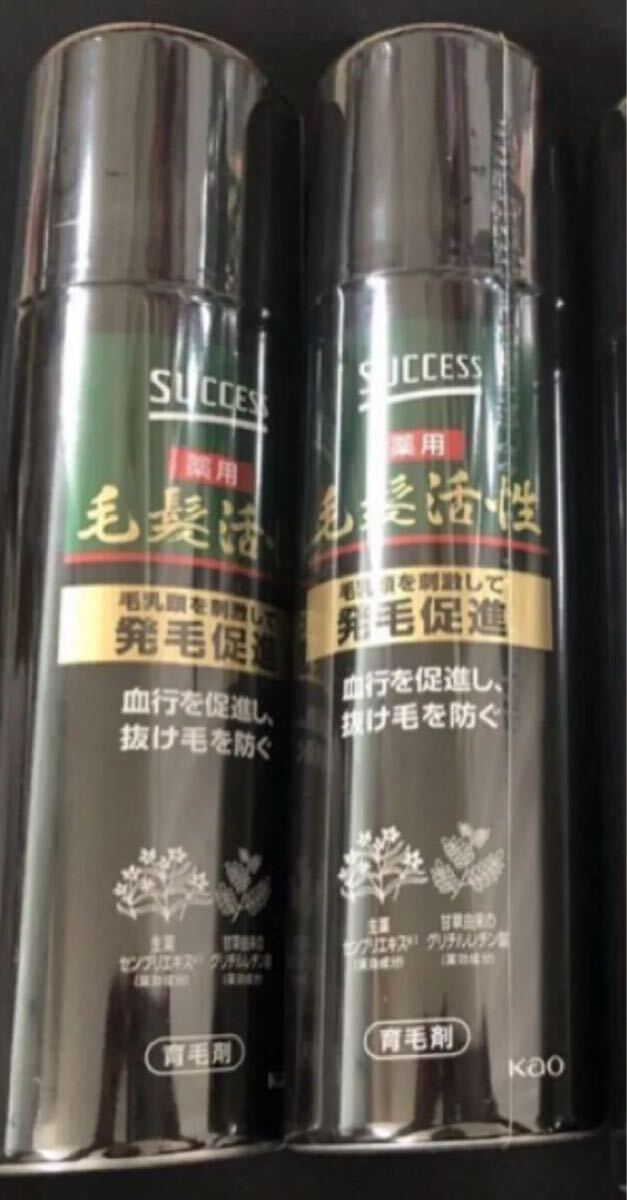 SUCCESS
薬用
毛髪活
毛乳頭を刺激して
発毛促進
血行を促進し、
抜け毛を防ぐ
生薬
センブリエキス※1
(薬効成分)
甘草由来の
グリチルレチン酸
(薬効成分)
育毛剤
SUCCESS
薬用
毛髪活性
毛乳頭を刺激して
発毛促進
血行を促進し、
抜け毛を防ぐ
生薬
センブリエキス※1
(薬効成分)
甘草由来の
グリチルレチン酸
(薬効成分)
育毛剤
Kao